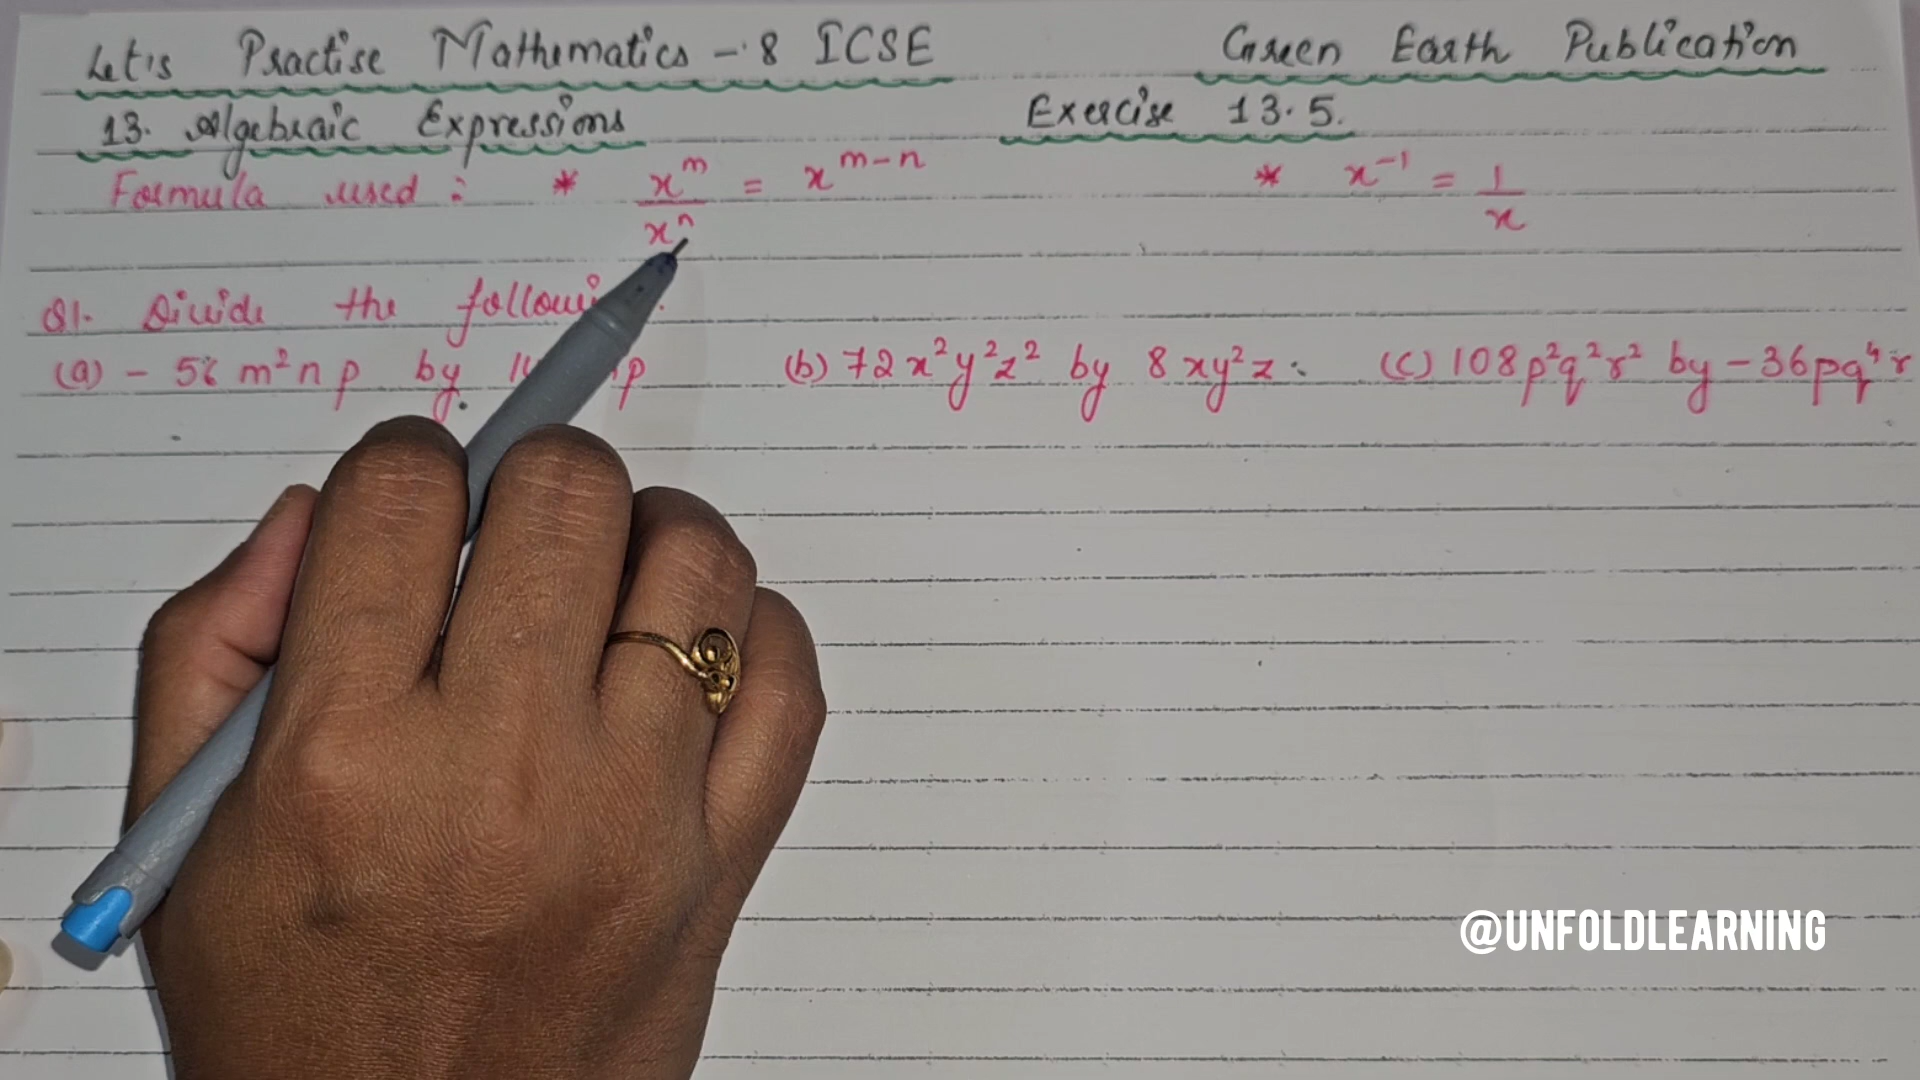 Let's Practise Mathematics - 8 ICSE Green Earth Publication
13. Algebraic Expressions Exercise 13.5.
Formula used : * x^m / x^n = x^(m-n) * x^-1 = 1/x
Q1. Divide the
(a) - 56 m²np by p (b) 72x²y²z² by 8xy²z. (c) 108p²q²r² by -36pq⁴r
@UNFOLDLEARNING